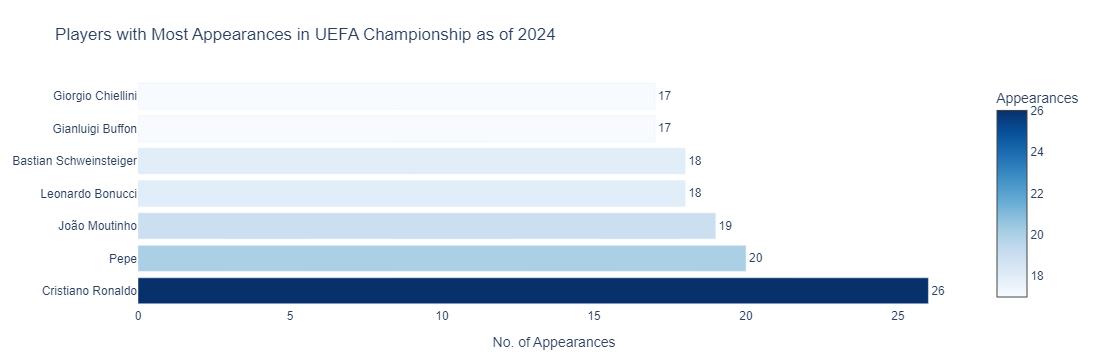 Players with Most Appearances in UEFA Championship as of 2024
Giorgio Chiellini 17
Gianluigi Buffon 17
Bastian Schweinsteiger 18
Leonardo Bonucci 18
João Moutinho 19
Pepe 20
Cristiano Ronaldo 26
0 5 10 15 20 25
No. of Appearances
Appearances
26
24
22
20
18